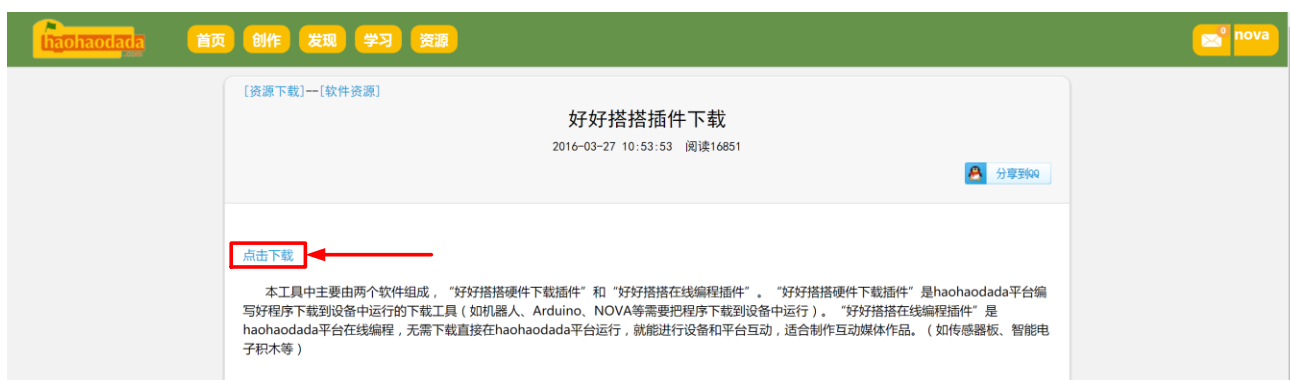 haohaodada 首页 创作 发现 学习 资源 0 nova
[资源下载]--[软件资源]
好好搭搭插件下载
2016-03-27 10:53:53 阅读16851
分享到QQ
点击下载
本工具中主要由两个软件组成，“好好搭搭硬件下载插件”和“好好搭搭在线编程插件”。“好好搭搭硬件下载插件”是haohaodada平台编
写好程序下载到设备中运行的下载工具（如机器人、Arduino、NOVA等需要把程序下载到设备中运行）。“好好搭搭在线编程插件”是
haohaodada平台在线编程，无需下载直接在haohaodada平台运行，就能进行设备和平台互动，适合制作互动媒体作品。（如传感器板、智能电
子积木等）